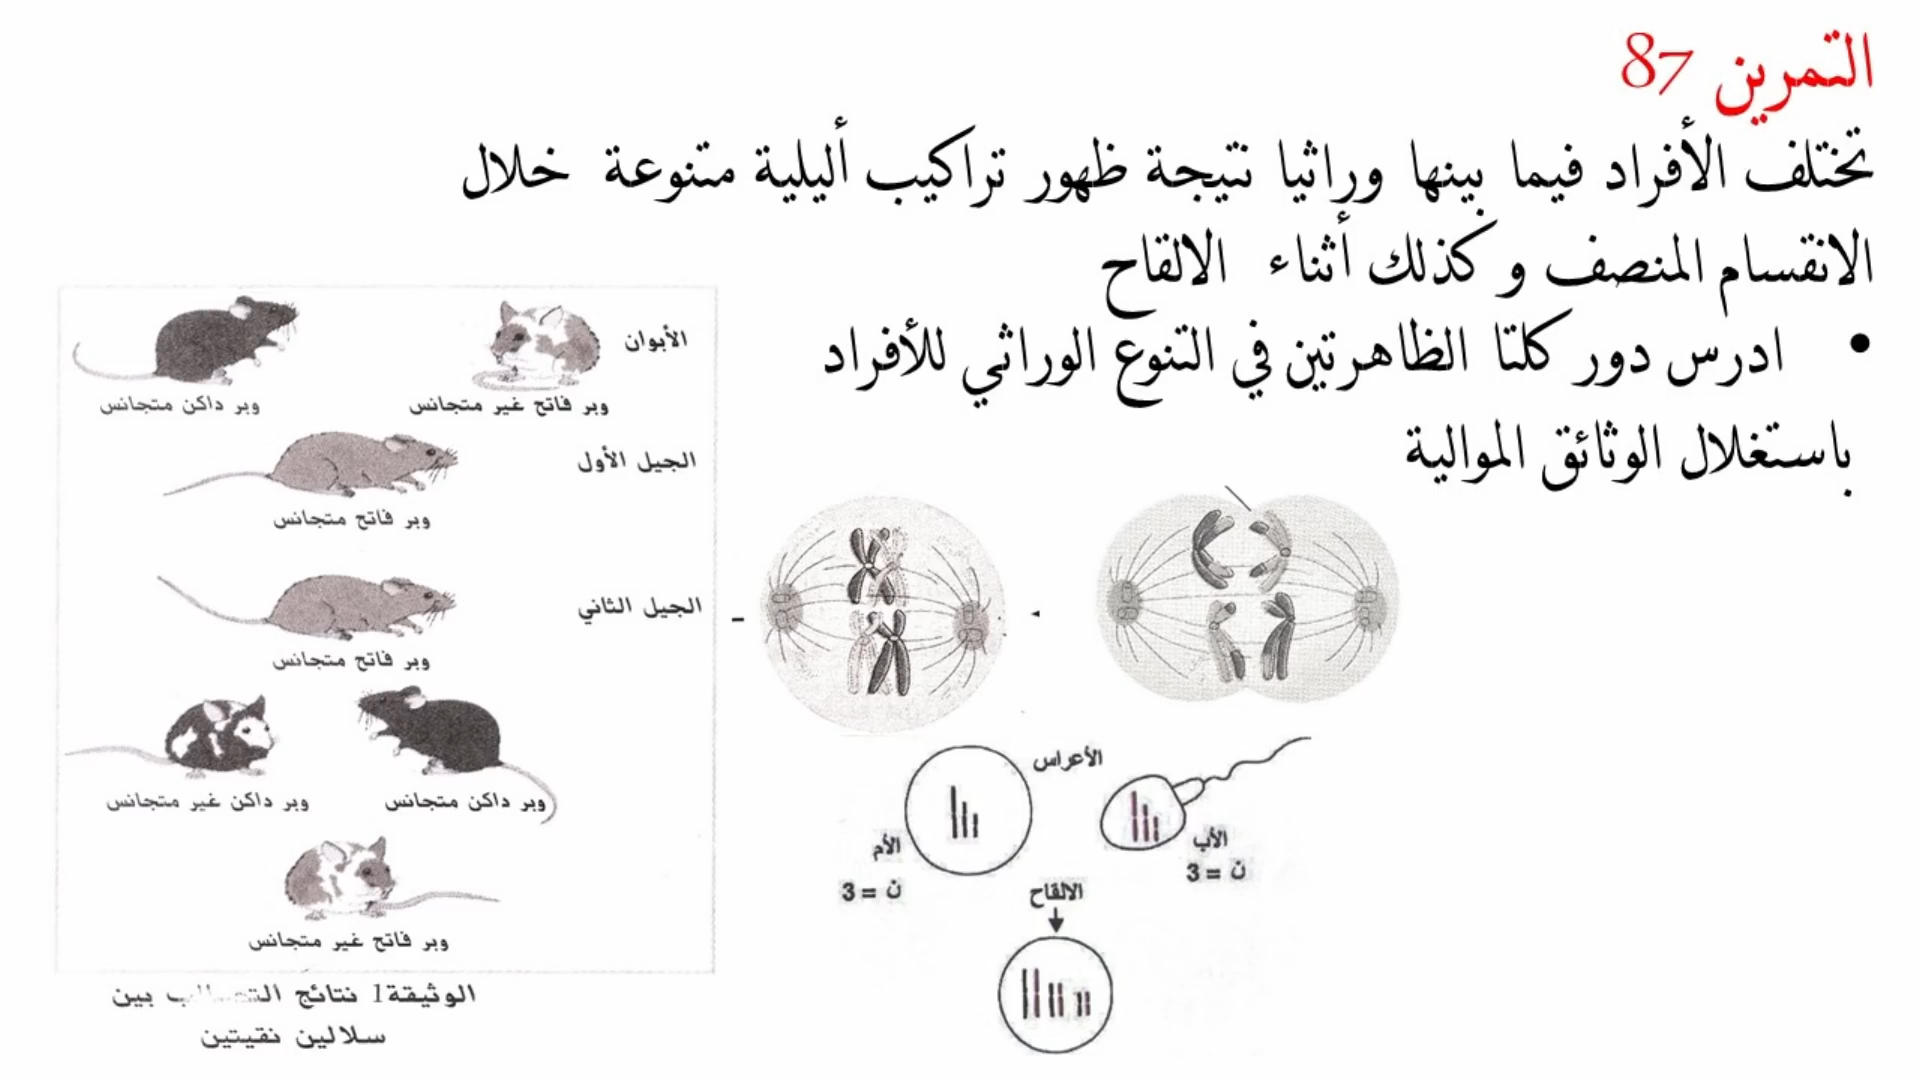 التمرين 87
تختلف الأفراد فيما بينها وراثيا نتيجة ظهور تراكيب أليلية متنوعة خلال
الانقسام المنصف و كذلك أثناء الالقاح
• ادرس دور كلتا الظاهرتين في التنوع الوراثي للأفراد
باستغلال الوثائق الموالية
الأبوان
وبر فاتح غير متجانس
وبر داكن متجانس
الجيل الأول
وبر فاتح متجانس
الجيل الثاني
وبر فاتح متجانس
وبر داكن متجانس
وبر داكن غير متجانس
وبر فاتح غير متجانس
الوثيقة1 نتائج بين
سلالين نقيتين
الأعراس
الأب
ن = 3
الأم
ن = 3
الالقاح